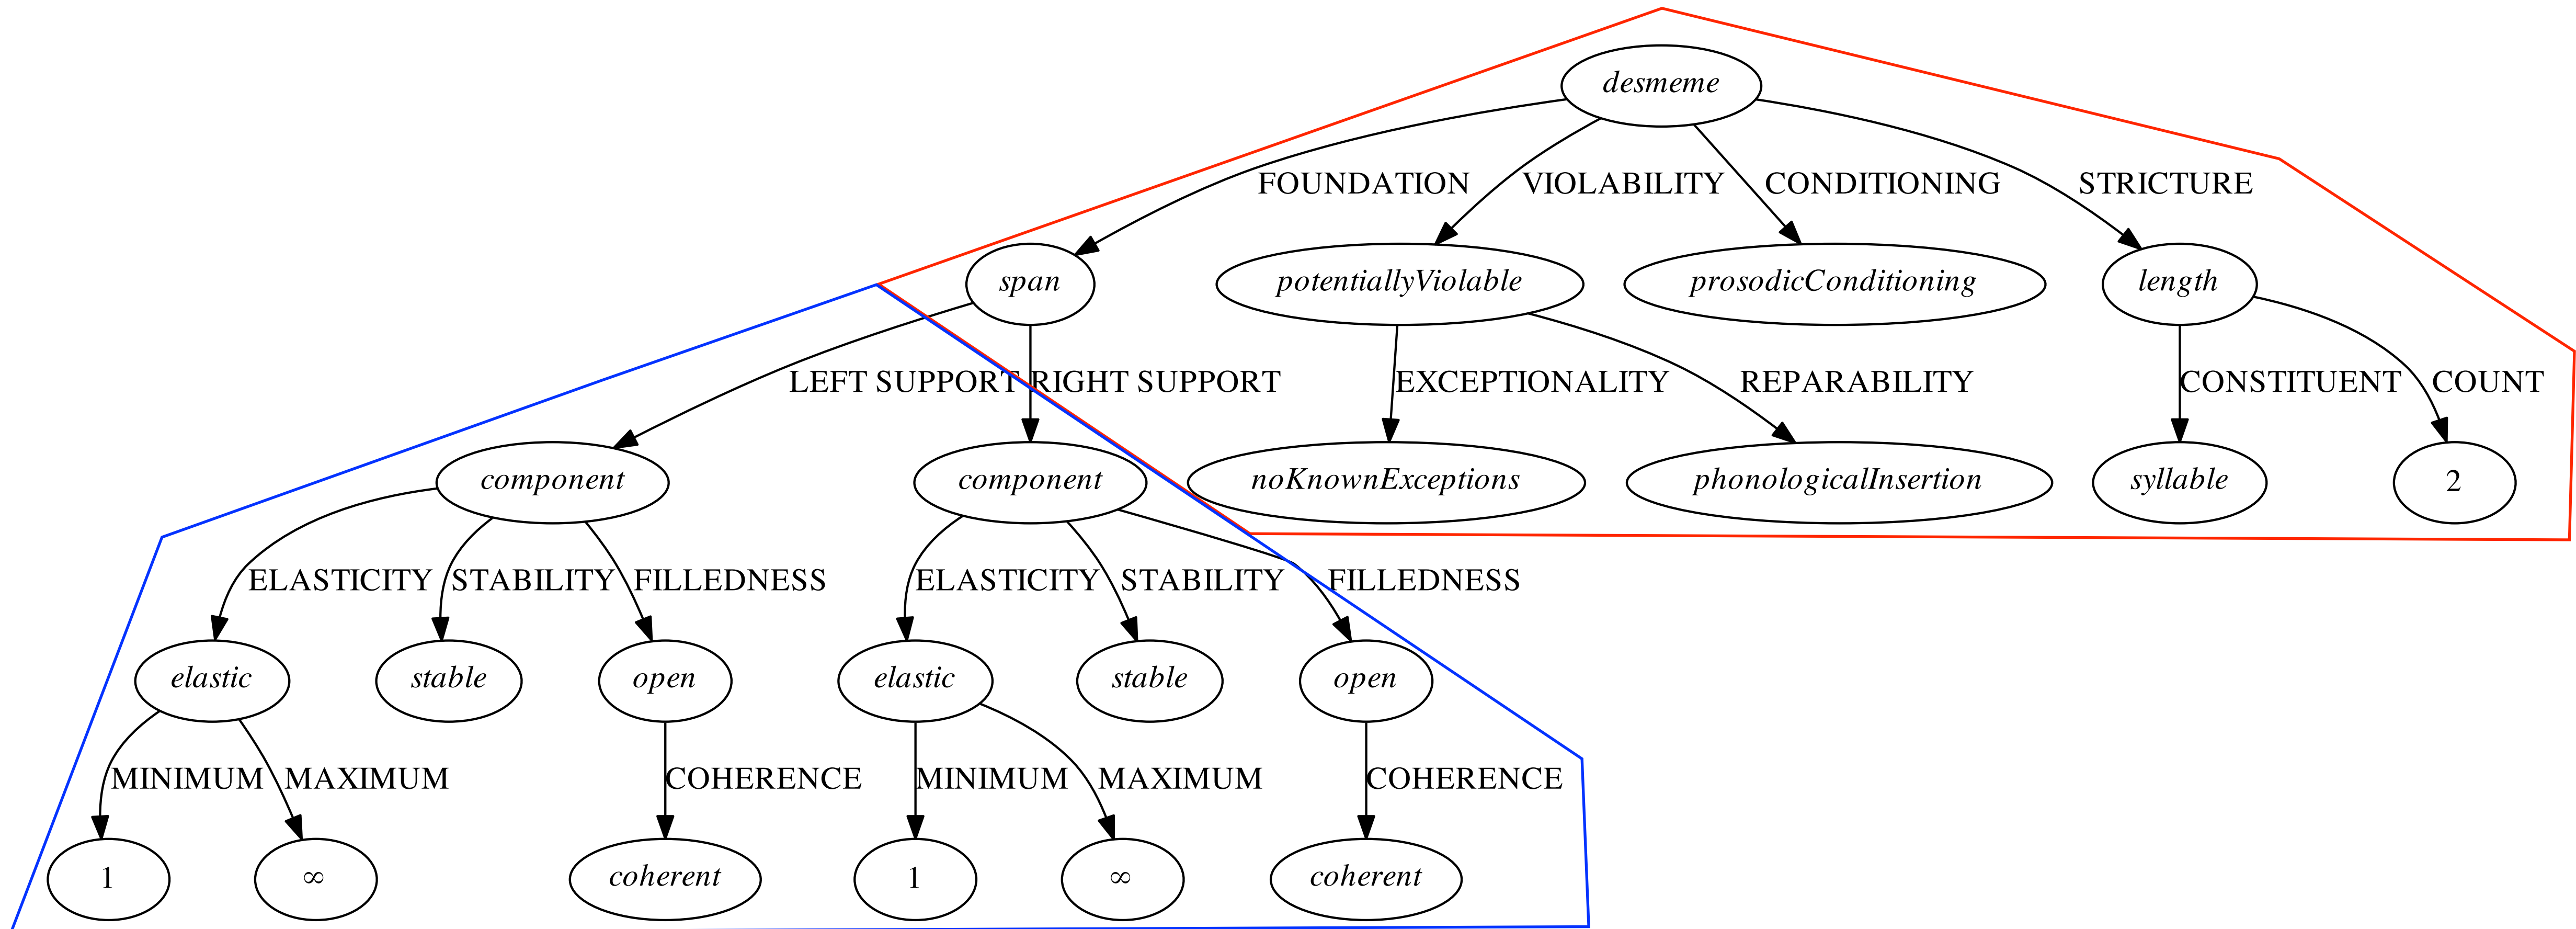 desmeme
FOUNDATION VIOLABILITY CONDITIONING STRICTURE
span potentiallyViolable prosodicConditioning length
LEFT SUPPORT RIGHT SUPPORT EXCEPTIONALITY REPARABILITY CONSTITUENT COUNT
component component noKnownExceptions phonologicalInsertion syllable 2
ELASTICITY STABILITY FILLEDNESS ELASTICITY STABILITY FILLEDNESS
elastic stable open elastic stable open
MINIMUM MAXIMUM COHERENCE MINIMUM MAXIMUM COHERENCE
1 ∞ coherent 1 ∞ coherent